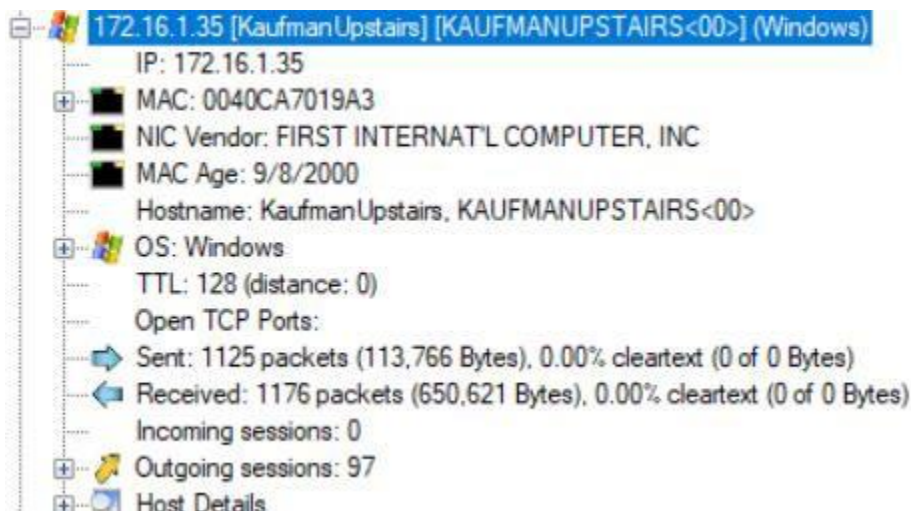 172.16.1.35 [KaufmanUpstairs] [KAUFMANUPSTAIRS<00>] (Windows)
IP: 172.16.1.35
MAC: 0040CA7019A3
NIC Vendor: FIRST INTERNAT'L COMPUTER, INC
MAC Age: 9/8/2000
Hostname: KaufmanUpstairs, KAUFMANUPSTAIRS<00>
OS: Windows
TTL: 128 (distance: 0)
Open TCP Ports:
Sent: 1125 packets (113,766 Bytes), 0.00% cleartext (0 of 0 Bytes)
Received: 1176 packets (650,621 Bytes), 0.00% cleartext (0 of 0 Bytes)
Incoming sessions: 0
Outgoing sessions: 97
Host Details